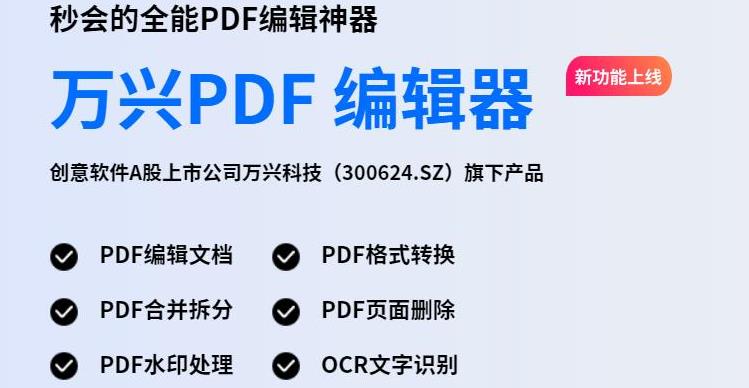 秒会的全能PDF编辑神器
万兴PDF 编辑器
新功能上线
创意软件A股上市公司万兴科技（300624.SZ）旗下产品
PDF编辑文档
PDF格式转换
PDF合并拆分
PDF页面删除
PDF水印处理
OCR文字识别